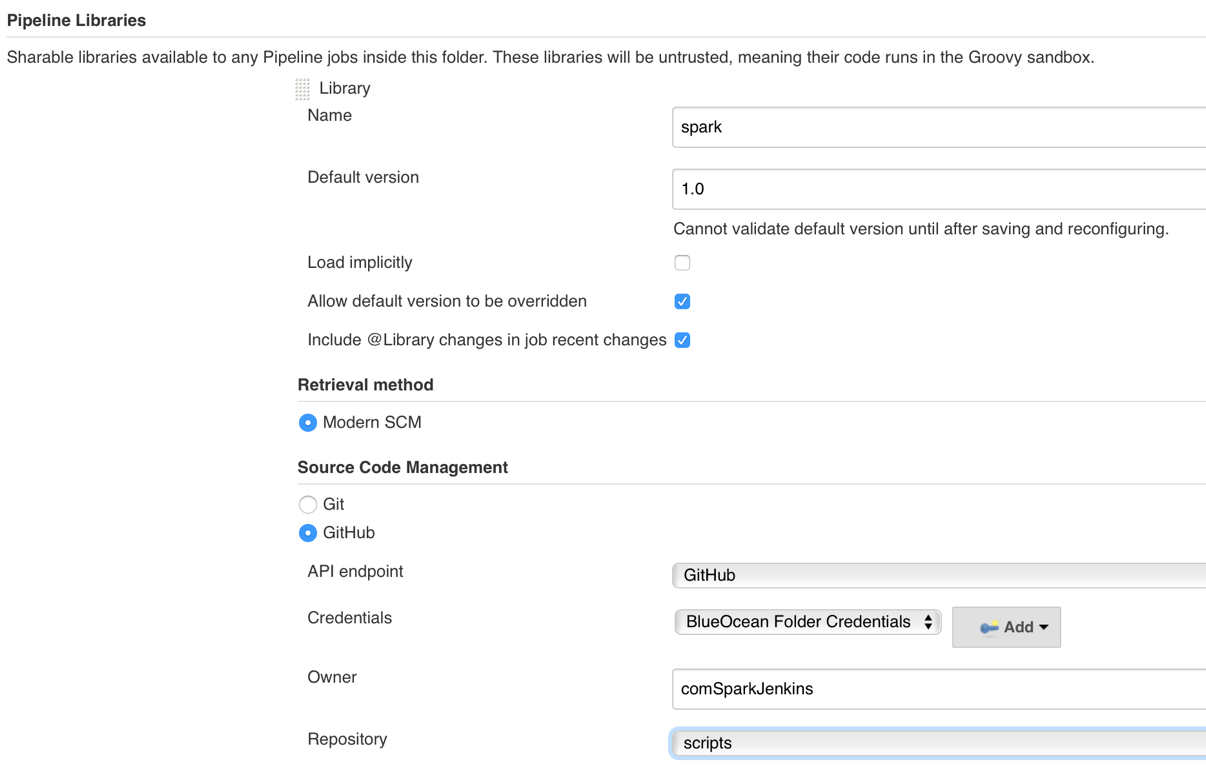 Pipeline Libraries
Sharable libraries available to any Pipeline jobs inside this folder. These libraries will be untrusted, meaning their code runs in the Groovy sandbox.
Library
Name
spark
Default version
1.0
Cannot validate default version until after saving and reconfiguring.
Load implicitly
Allow default version to be overridden
Include @Library changes in job recent changes
Retrieval method
Modern SCM
Source Code Management
Git
GitHub
API endpoint
GitHub
Credentials
BlueOcean Folder Credentials
Add
Owner
comSparkJenkins
Repository
scripts